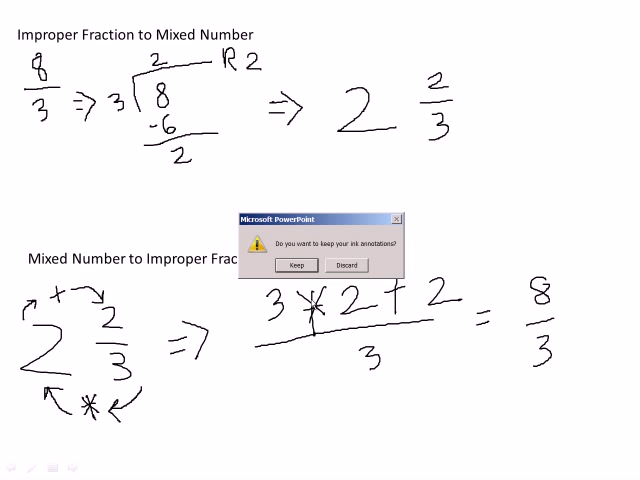 Improper Fraction to Mixed Number
8/3 ⇒ 3 8 2 R2 ⇒ 2 2/3
-6
2
Microsoft PowerPoint
Do you want to keep your ink annotations?
Keep Discard
Mixed Number to Improper Frac
+
2 2/3 ⇒ 3*2+2/3 = 8/3
*